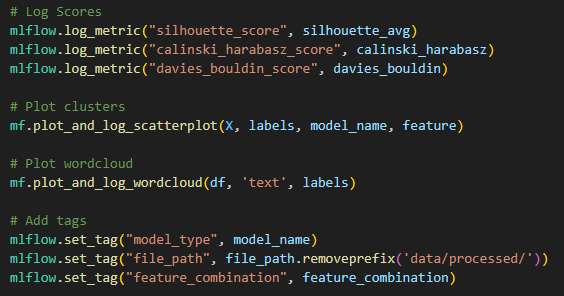 # Log Scores
mlflow.log_metric("silhouette_score", silhouette_avg)
mlflow.log_metric("calinski_harabasz_score", calinski_harabasz)
mlflow.log_metric("davies_bouldin_score", davies_bouldin)
# Plot clusters
mf.plot_and_log_scatterplot(X, labels, model_name, feature)
# Plot wordcloud
mf.plot_and_log_wordcloud(df, 'text', labels)
# Add tags
mlflow.set_tag("model_type", model_name)
mlflow.set_tag("file_path", file_path.removeprefix('data/processed/'))
mlflow.set_tag("feature_combination", feature_combination)